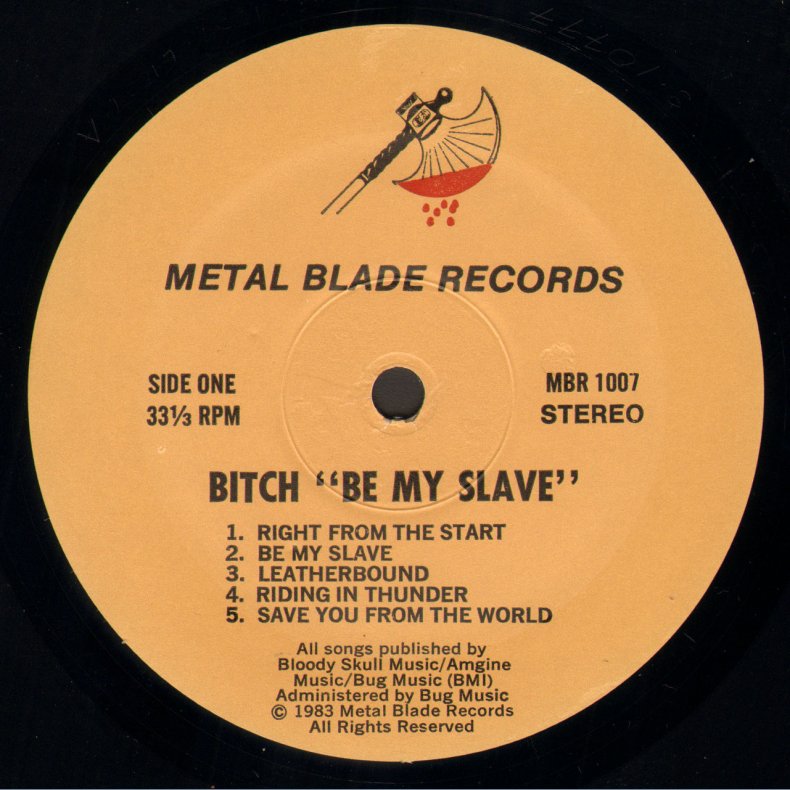 METAL BLADE RECORDS
SIDE ONE
33⅓ RPM
MBR 1007
STEREO
BITCH “BE MY SLAVE”
1. RIGHT FROM THE START
2. BE MY SLAVE
3. LEATHERBOUND
4. RIDING IN THUNDER
5. SAVE YOU FROM THE WORLD
All songs published by
Bloody Skull Music/Amgine
Music/Bug Music (BMI)
Administered by Bug Music
© 1983 Metal Blade Records
All Rights Reserved